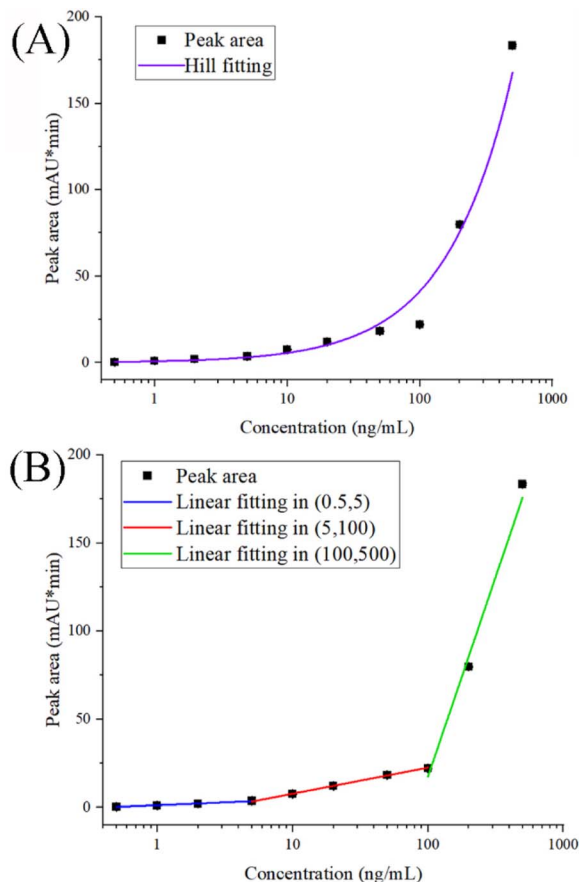 (A)
Peak area
Hill fitting
200
150
100
50
0
Peak area (mAU*min)
1
10
100
1000
Concentration (ng/mL)
(B)
Peak area
Linear fitting in (0.5,5)
Linear fitting in (5,100)
Linear fitting in (100,500)
200
150
100
50
0
Peak area (mAU*min)
1
10
100
1000
Concentration (ng/mL)